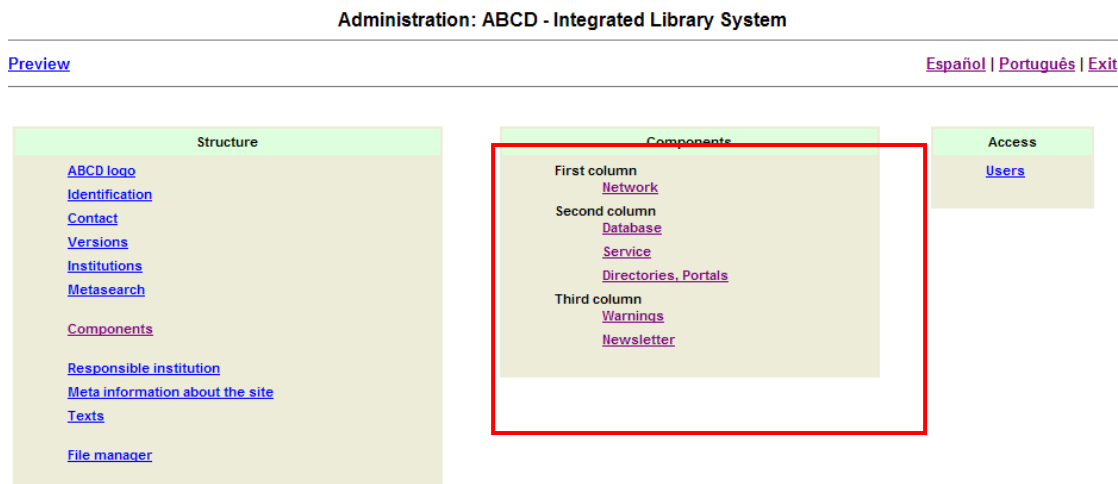 Administration: ABCD - Integrated Library System
Preview
Español | Português | Exit
Structure
ABCD logo
Identification
Contact
Versions
Institutions
Metasearch
Components
Responsible institution
Meta information about the site
Texts
File manager
Components
First column
Network
Second column
Database
Service
Directories, Portals
Third column
Warnings
Newsletter
Access
Users